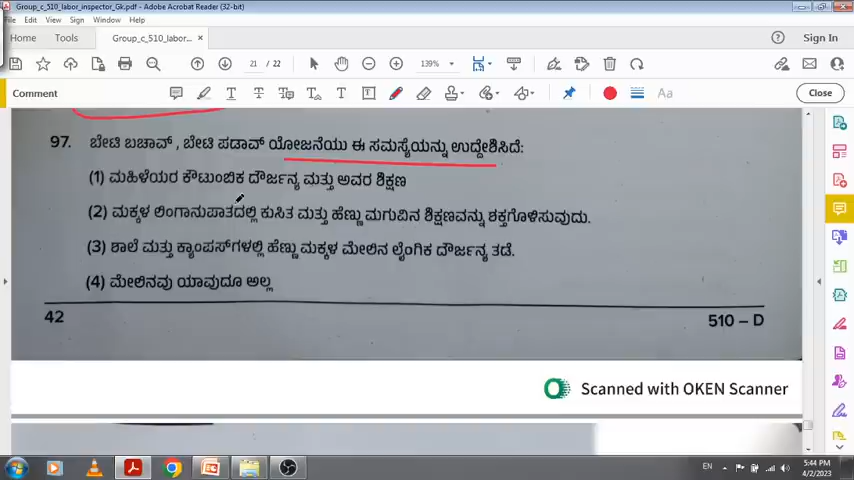 Group_c_510_labor_inspector_Gk.pdf - Adobe Acrobat Reader (32-bit)
File Edit View Sign Window Help
Home Tools Group_c_510_labor... × Sign In
21 / 22 139%
Comment Aa Close
97. ಬೇಟಿ ಬಚಾವ್ , ಬೇಟಿ ಪಡಾವ್ ಯೋಜನೆಯು ಈ ಸಮಸ್ಯೆಯನ್ನು ಉದ್ದೇಶಿಸಿದೆ:
(1) ಮಹಿಳೆಯರ ಕೌಟುಂಬಿಕ ದೌರ್ಜನ್ಯ ಮತ್ತು ಅವರ ಶಿಕ್ಷಣ
(2) ಮಕ್ಕಳ ಲಿಂಗಾನುಪಾತದಲ್ಲಿ ಕುಸಿತ ಮತ್ತು ಹೆಣ್ಣು ಮಗುವಿನ ಶಿಕ್ಷಣವನ್ನು ಶಕ್ತಗೊಳಿಸುವುದು.
(3) ಶಾಲೆ ಮತ್ತು ಕ್ಯಾಂಪಸ್‌ಗಳಲ್ಲಿ ಹೆಣ್ಣು ಮಕ್ಕಳ ಮೇಲಿನ ಲೈಂಗಿಕ ದೌರ್ಜನ್ಯ ತಡೆ.
(4) ಮೇಲಿನವು ಯಾವುದೂ ಅಲ್ಲ
42 510 – D
Scanned with OKEN Scanner
EN 5:44 PM
4/2/2023